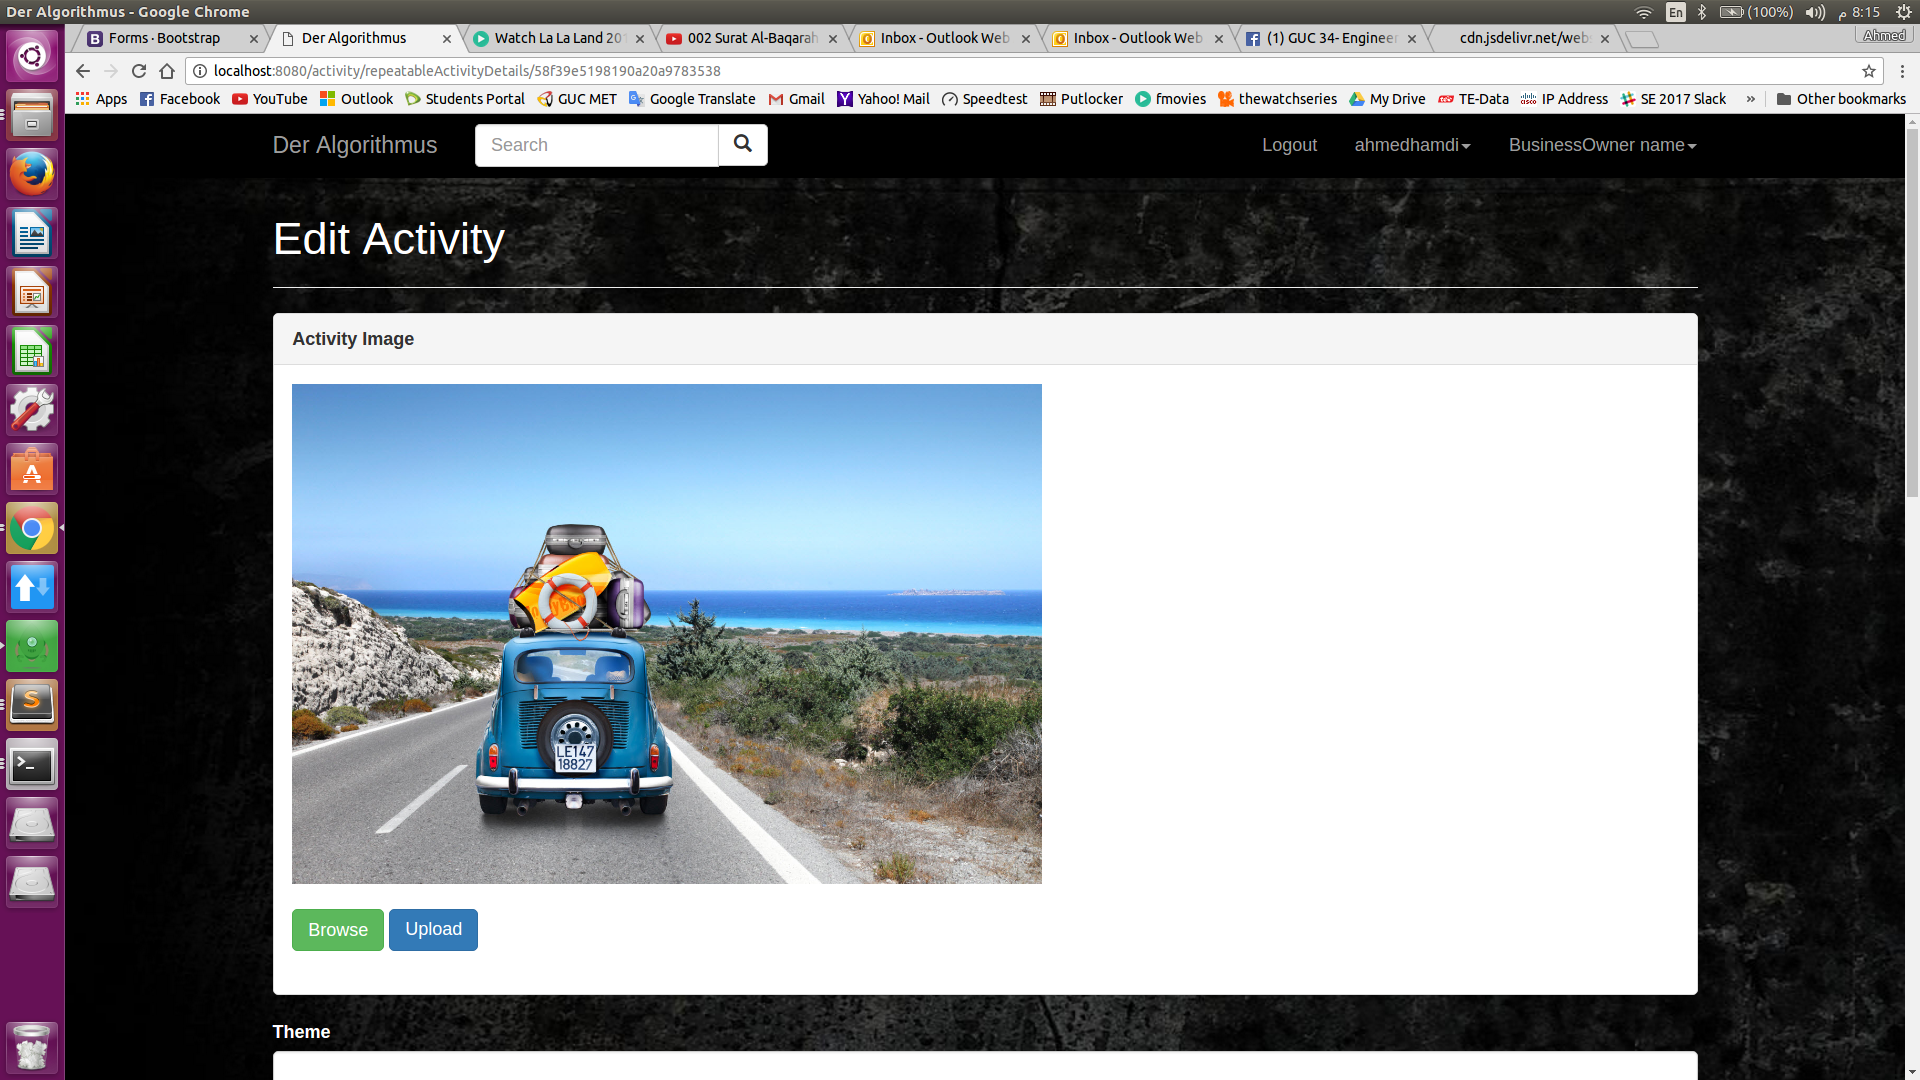 Der Algorithmus - Google Chrome
En
(100%)
8:15 م
Forms · Bootstrap
Der Algorithmus
Watch La La Land 201
002 Surat Al-Baqarah
Inbox - Outlook Web
Inbox - Outlook Web
(1) GUC 34- Engineer
cdn.jsdelivr.net/web
Ahmed
localhost:8080/activity/repeatableActivityDetails/58f39e5198190a20a9783538
Apps
Facebook
YouTube
Outlook
Students Portal
GUC MET
Google Translate
Gmail
Yahoo! Mail
Speedtest
Putlocker
fmovies
thewatchseries
My Drive
TE-Data
IP Address
SE 2017 Slack
»
Other bookmarks
Der Algorithmus
Search
Logout
ahmedhamdi
BusinessOwner name
Edit Activity
Activity Image
LE147
18827
Browse
Upload
Theme